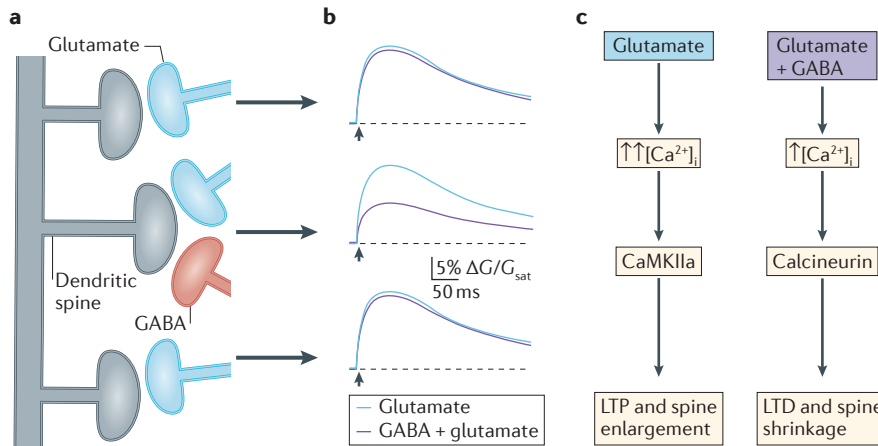 a
Glutamate
Dendritic
spine
GABA
b
5% ΔG/G_sat
50 ms
Glutamate
GABA + glutamate
c
Glutamate
↑↑[Ca²⁺]ᵢ
CaMKIIa
LTP and spine
enlargement
Glutamate
+ GABA
↑[Ca²⁺]ᵢ
Calcineurin
LTD and spine
shrinkage